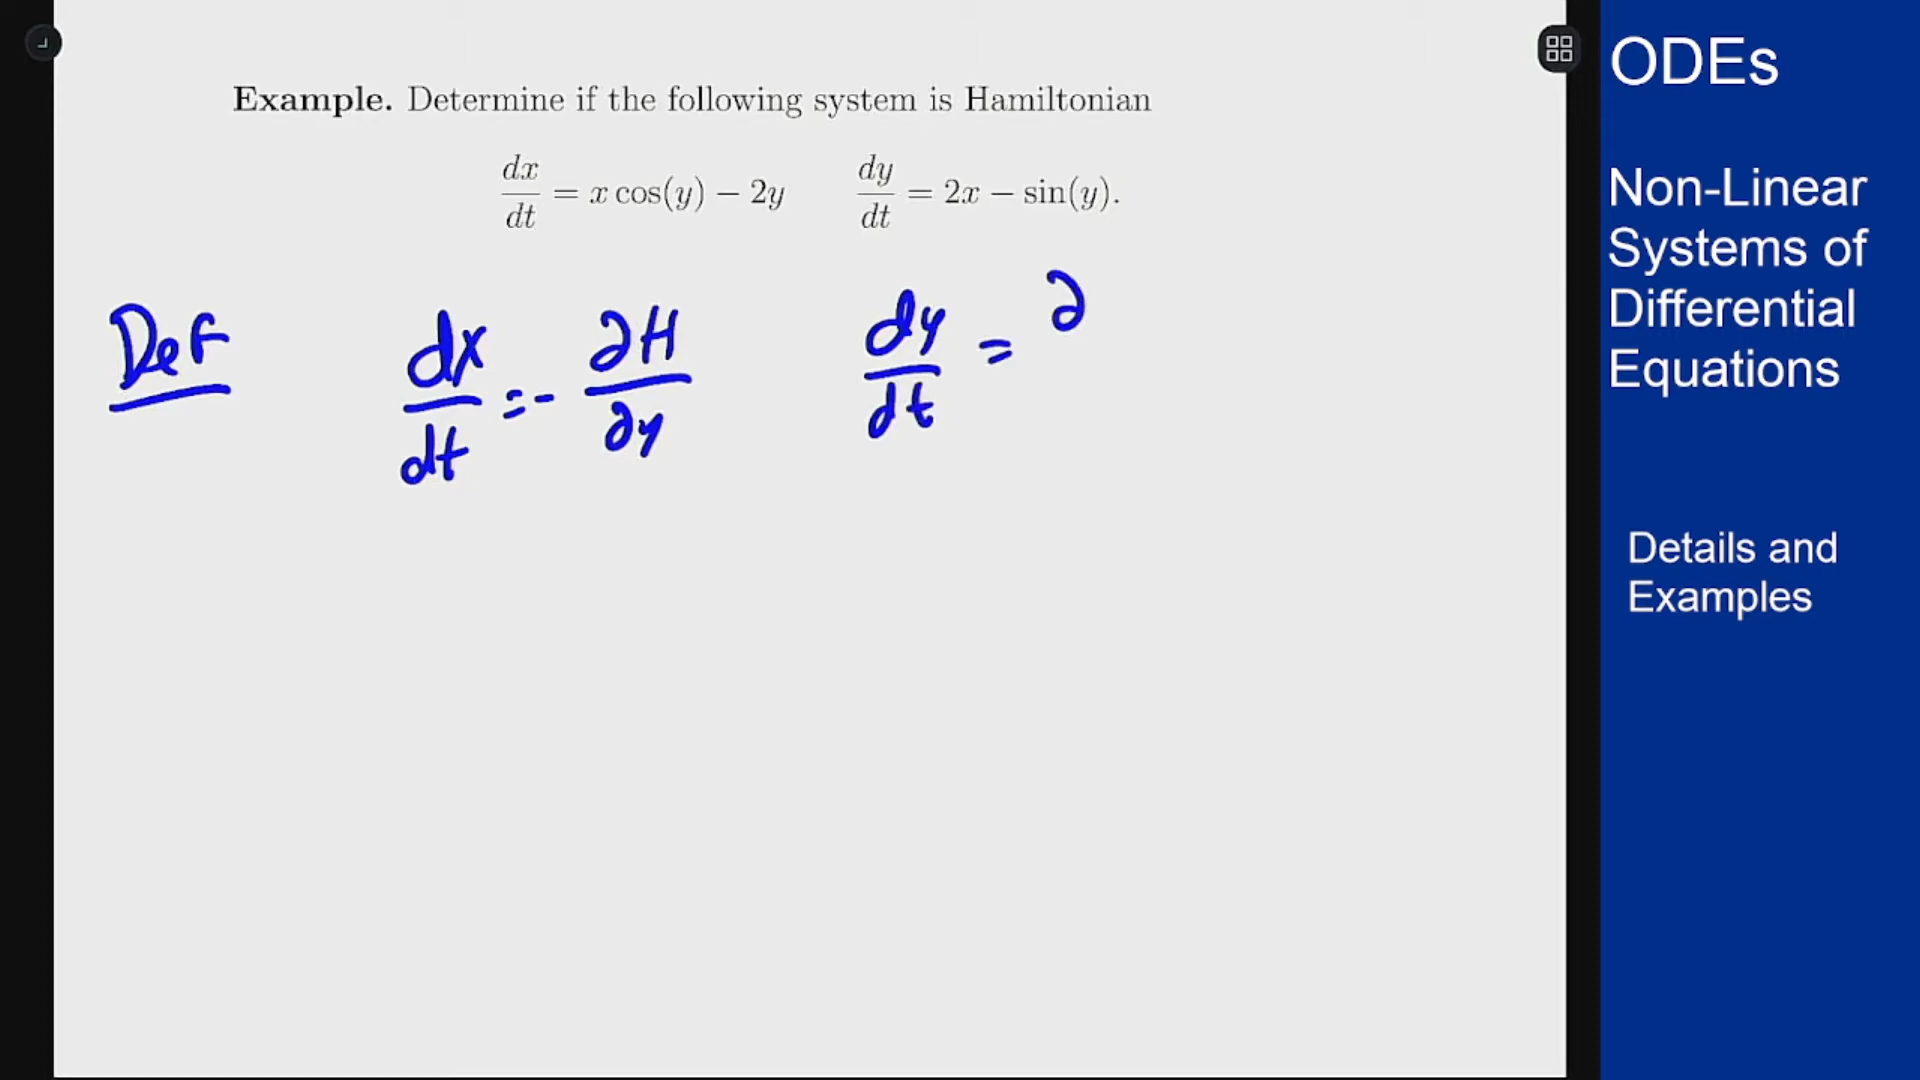 Example. Determine if the following system is Hamiltonian
dx/dt = x cos(y) − 2y    dy/dt = 2x − sin(y).
Def    dx/dt = - ∂H/∂y    dy/dt = ∂
ODEs
Non-Linear
Systems of
Differential
Equations
Details and
Examples